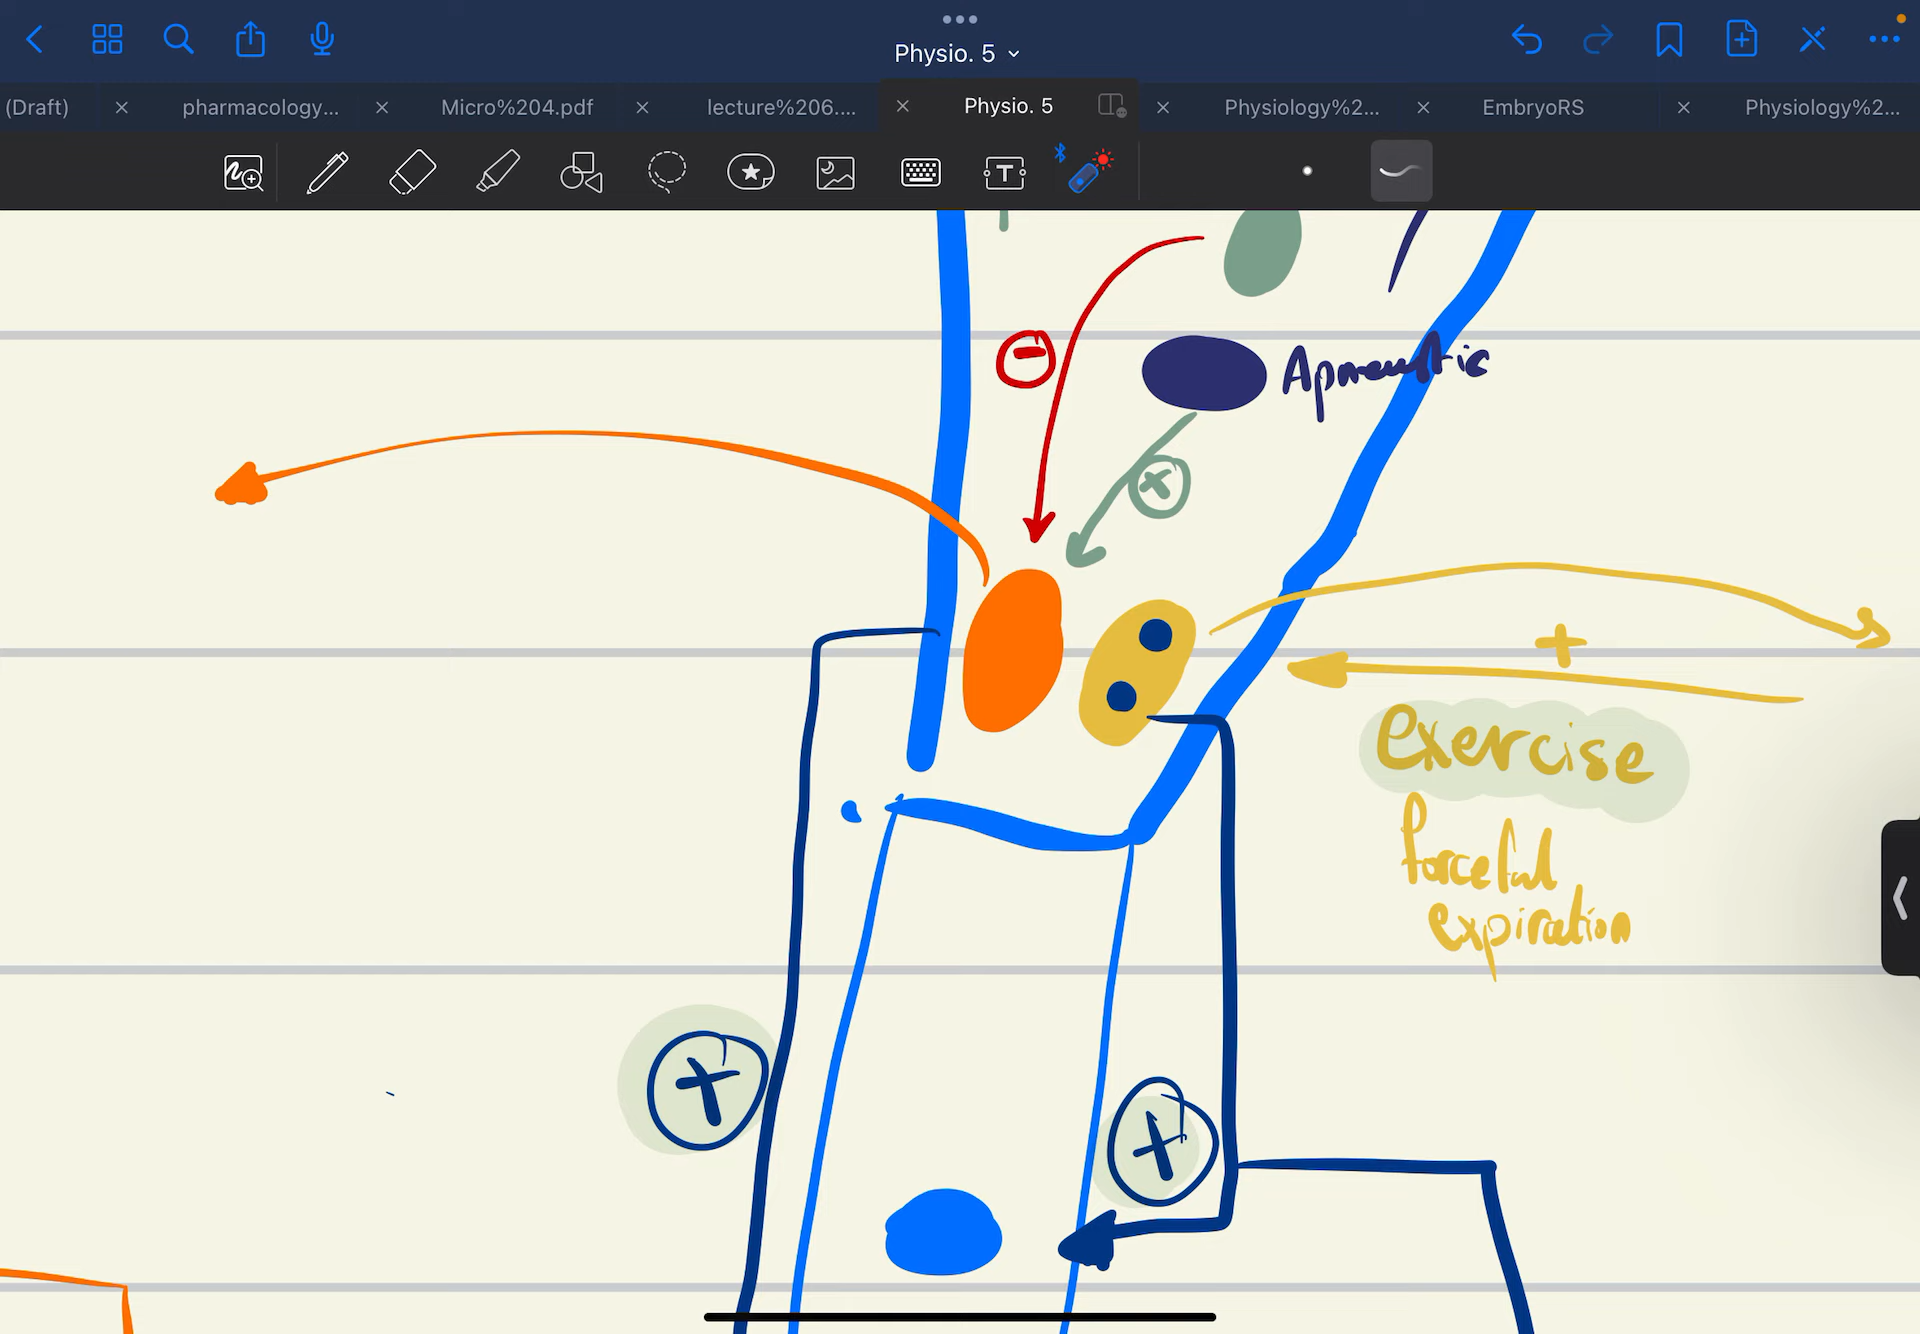 Physio. 5
(Draft)
pharmacology...
Micro%204.pdf
lecture%206....
Physio. 5
Physiology%2...
EmbryoRS
Physiology%2...
T
−
Apneustic
+
+
exercise
forceful
expiration
+
+